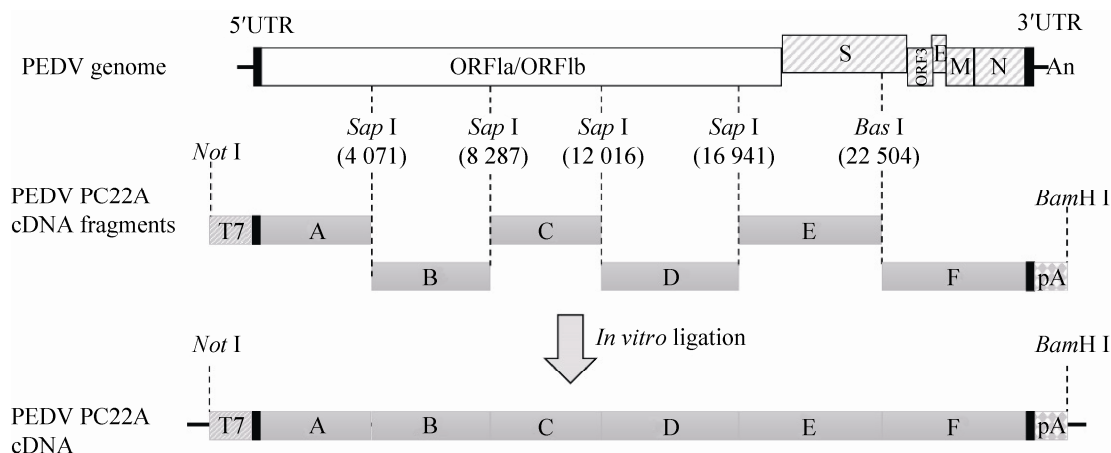 5′UTR
3′UTR
PEDV genome
ORFla/ORFlb
S
ORF3
E
M
N
An
Sap I
(4 071)
Sap I
(8 287)
Sap I
(12 016)
Sap I
(16 941)
Bas I
(22 504)
Not I
BamH I
PEDV PC22A
cDNA fragments
T7
A
C
E
B
D
F
pA
In vitro ligation
Not I
BamH I
PEDV PC22A
cDNA
T7
A
B
C
D
E
F
pA